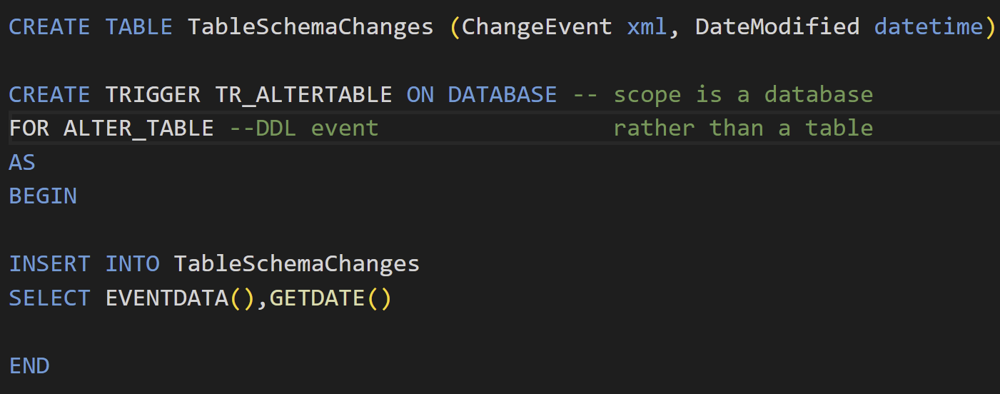 CREATE TABLE TableSchemaChanges (ChangeEvent xml, DateModified datetime)
CREATE TRIGGER TR_ALTERTABLE ON DATABASE -- scope is a database
FOR ALTER_TABLE --DDL event                 rather than a table
AS
BEGIN
INSERT INTO TableSchemaChanges
SELECT EVENTDATA(),GETDATE()
END